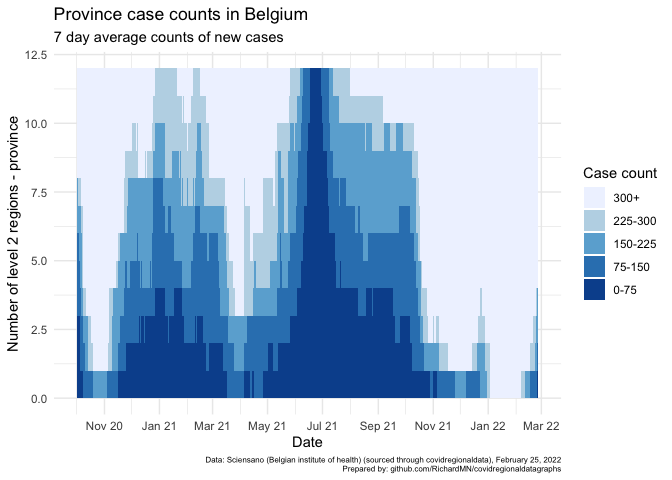 Province case counts in Belgium
7 day average counts of new cases
12.5
10.0
7.5
5.0
2.5
0.0
Number of level 2 regions - province
Nov 20 Jan 21 Mar 21 May 21 Jul 21 Sep 21 Nov 21 Jan 22 Mar 22
Date
Case count
300+
225-300
150-225
75-150
0-75
Data: Sciensano (Belgian institute of health) (sourced through covidregionaldata), February 25, 2022
Prepared by: github.com/RichardMN/covidregionaldatagraphs